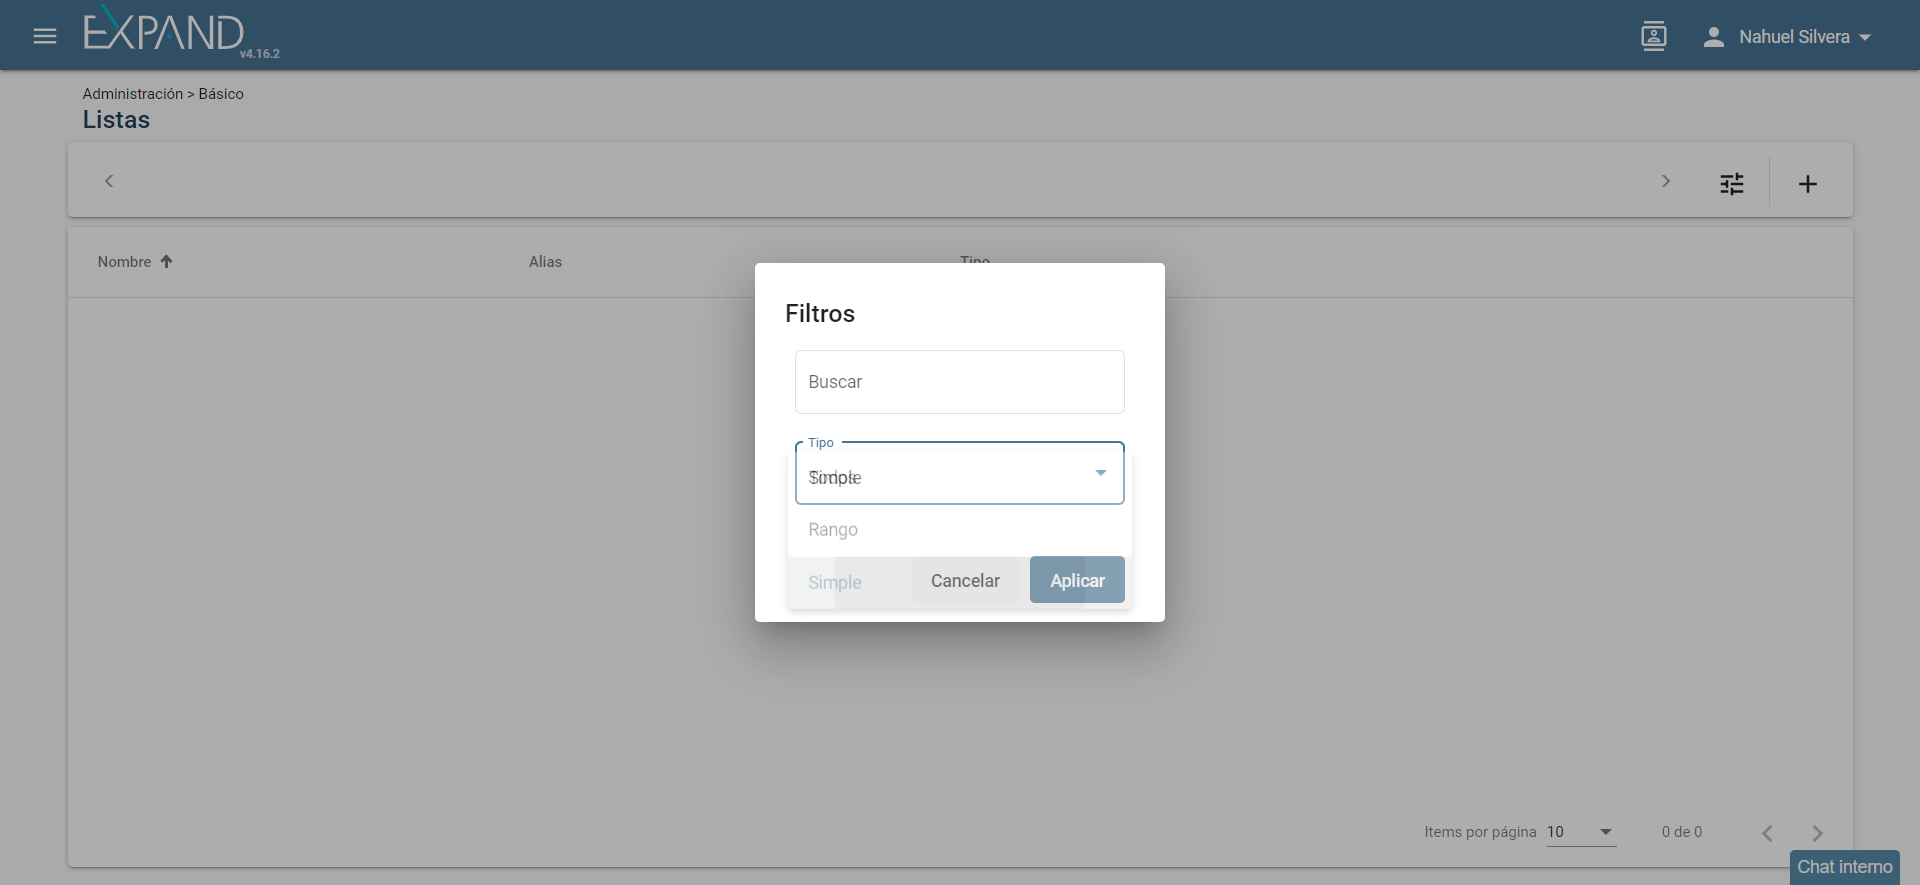 EXPAND
v4.16.2
Nahuel Silvera
Administración > Básico
Listas
Nombre
Alias
Tipo
Filtros
Buscar
Tipo
Simple
Rango
Simple
Cancelar
Aplicar
Items por página 10
0 de 0
Chat interno